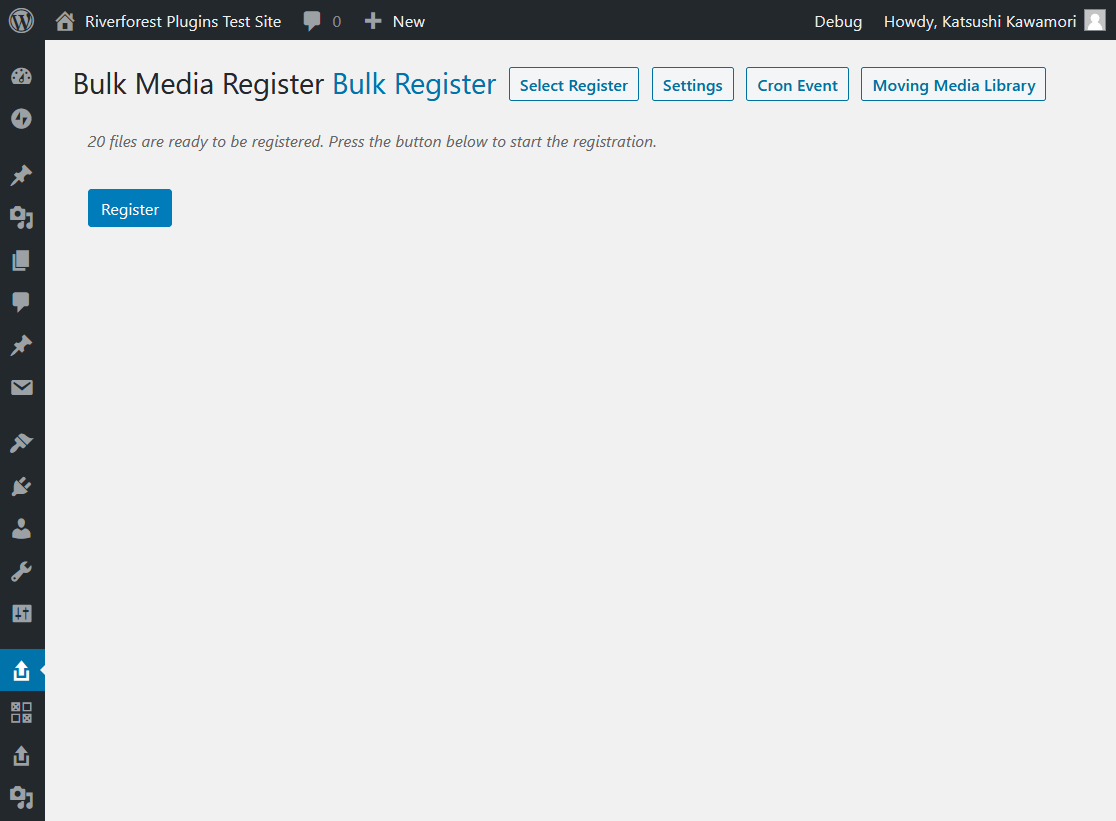 Riverforest Plugins Test Site 0 New Debug Howdy, Katsushi Kawamori
Bulk Media Register Bulk Register Select Register Settings Cron Event Moving Media Library
20 files are ready to be registered. Press the button below to start the registration.
Register